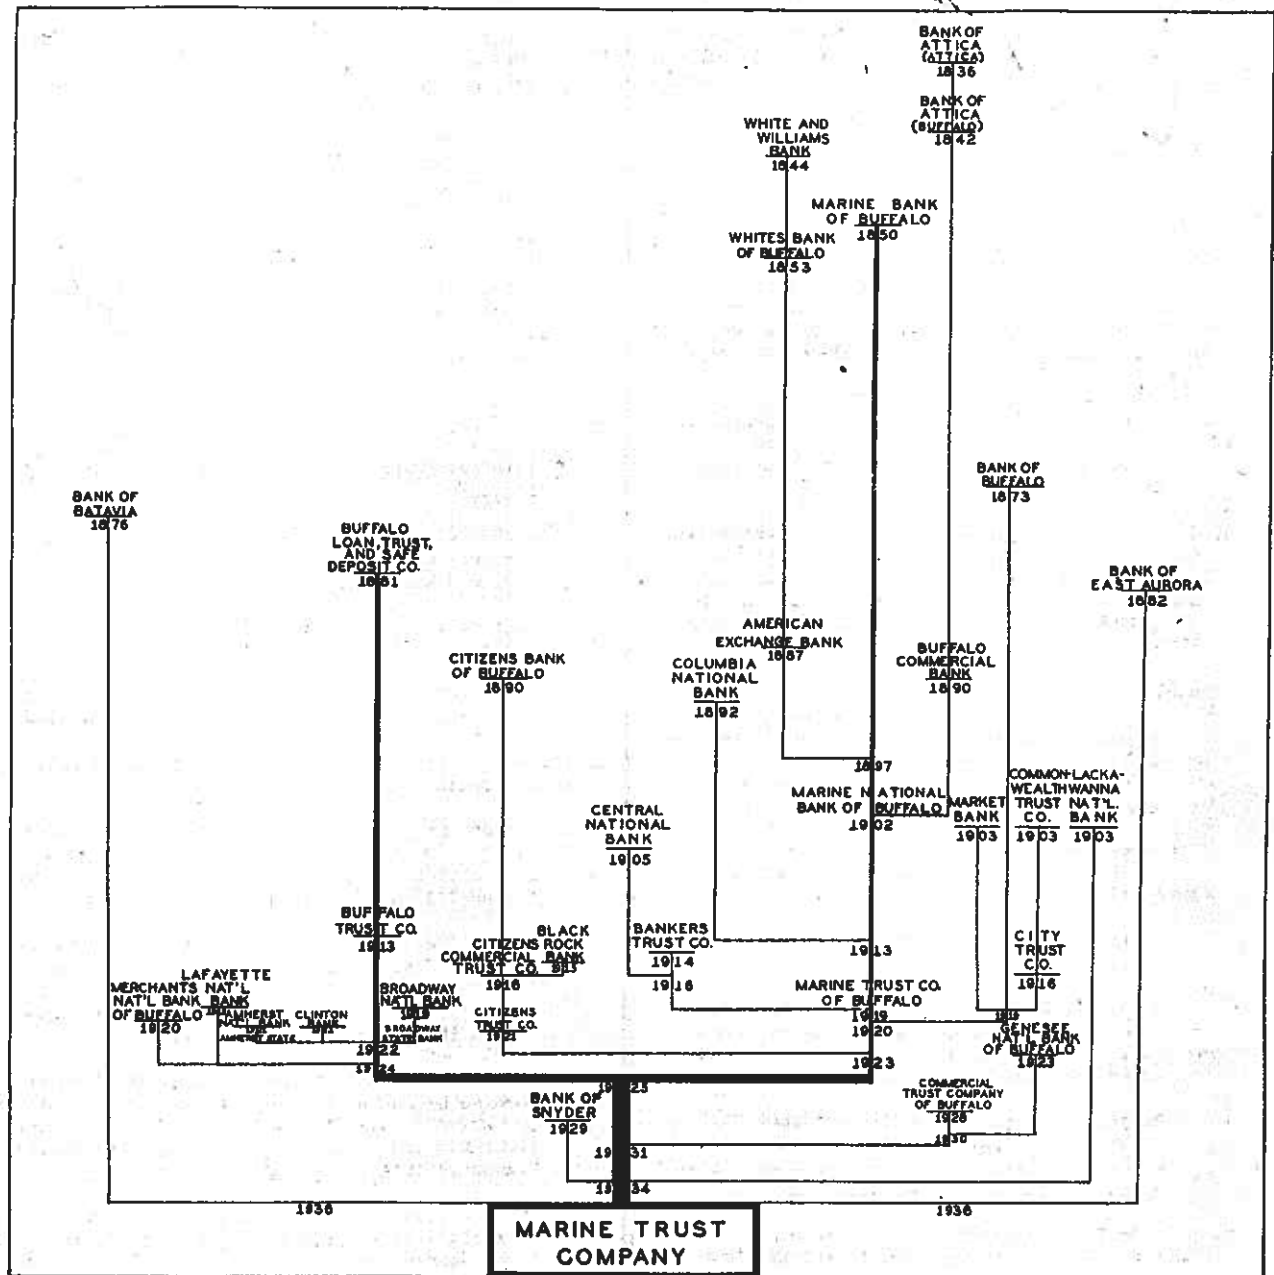 BANK OF
ATTICA
(ATTICA)
1836
BANK OF
ATTICA
(BUFFALO)
1842
WHITE AND
WILLIAMS
BANK
1844
MARINE BANK
OF BUFFALO
1850
WHITES BANK
OF BUFFALO
1853
BANK OF
BUFFALO
1873
BANK OF
BATAVIA
1876
BUFFALO
LOAN, TRUST,
AND SAFE
DEPOSIT CO.
1881
BANK OF
EAST AURORA
1882
AMERICAN
EXCHANGE BANK
1887
CITIZENS BANK
OF BUFFALO
1890
COLUMBIA
NATIONAL
BANK
1892
BUFFALO
COMMERCIAL
BANK
1890
1897
MARINE NATIONAL
BANK OF BUFFALO
1902
MARKET
BANK
1903
COMMON-
WEALTH
TRUST
CO.
1903
LACKA-
WANNA
NAT'L.
BANK
1903
CENTRAL
NATIONAL
BANK
1905
BUFFALO
TRUST CO.
1913
CITIZENS
COMMERCIAL
TRUST CO.
1916
BLACK
ROCK
BANK
BANKERS
TRUST CO.
1914
1916
1913
CITY
TRUST
CO.
1916
MARINE TRUST CO.
OF BUFFALO
1919
1920
MERCHANTS
NAT'L BANK
OF BUFFALO
1920
LAFAYETTE
NAT'L
BANK
AMHERST
NAT'L BANK
AMHERST STATE
CLINTON
BANK
BROADWAY
NAT'L BANK
1919
BROADWAY
STATE BANK
1922
1924
CITIZENS
TRUST CO.
1921
1923
GENESEE
NAT'L BANK
OF BUFFALO
1923
1925
BANK OF
SNYDER
1929
COMMERCIAL
TRUST COMPANY
OF BUFFALO
1928
1930
1931
1934
1936
1936
MARINE TRUST
COMPANY